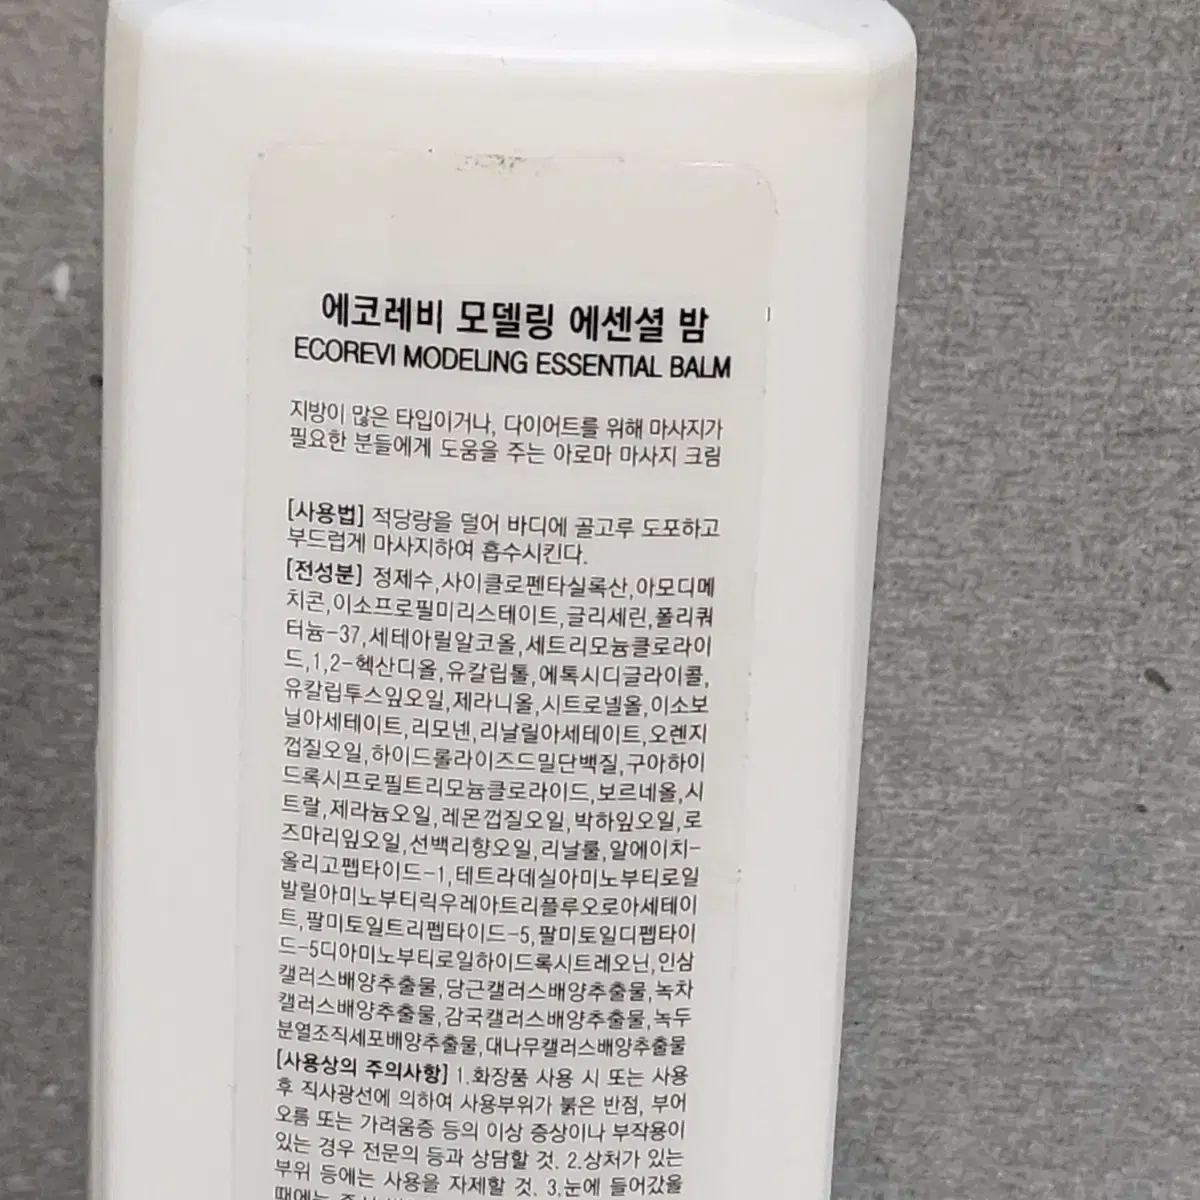 에코레비 모델링 에센셜 밤
ECOREVI MODELING ESSENTIAL BALM
지방이 많은 타입이거나, 다이어트를 위해 마사지가
필요한 분들에게 도움을 주는 아로마 마사지 크림
[사용법] 적당량을 덜어 바디에 골고루 도포하고
부드럽게 마사지하여 흡수시킨다.
[전성분] 정제수,사이클로펜타실록산,아모디메
치콘,이소프로필미리스테이트,글리세린,폴리쿼
터늄-37,세테아릴알코올,세트리모늄클로라이
드,1,2-헥산디올,유칼립톨,에톡시디글라이콜,
유칼립투스잎오일,제라니올,시트로넬올,이소보
닐아세테이트,리모넨,리날릴아세테이트,오렌지
껍질오일,하이드롤라이즈드밀단백질,구아하이
드록시프로필트리모늄클로라이드,보르네올,시
트랄,제라늄오일,레몬껍질오일,박하잎오일,로
즈마리잎오일,선백리향오일,리날룰,알에이치-
올리고펩타이드-1,테트라데실아미노부티로일
발릴아미노부티릭우레아트리플루오로아세테이
트,팔미토일트리펩타이드-5,팔미토일디펩타이
드-5디아미노부티로일하이드록시트레오닌,인삼
캘러스배양추출물,당근캘러스배양추출물,녹차
캘러스배양추출물,감국캘러스배양추출물,녹두
분열조직세포배양추출물,대나무캘러스배양추출물
[사용상의 주의사항] 1.화장품 사용 시 또는 사용
후 직사광선에 의하여 사용부위가 붉은 반점, 부어
오름 또는 가려움증 등의 이상 증상이나 부작용이
있는 경우 전문의 등과 상담할 것. 2.상처가 있는
부위 등에는 사용을 자제할 것. 3.눈에 들어갔을
때에는